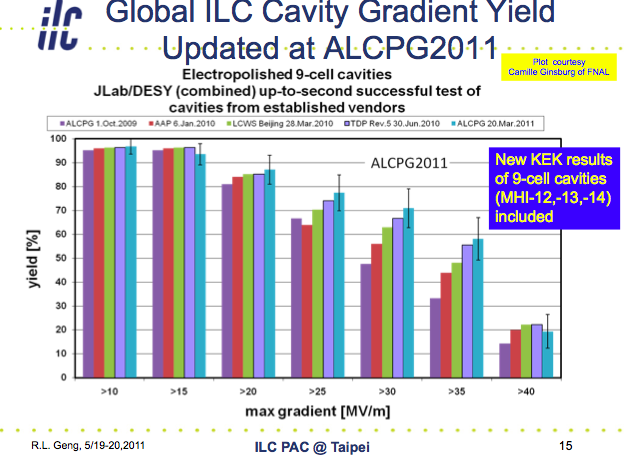 ilc
Global ILC Cavity Gradient Yield
Updated at ALCPG2011
Plot courtesy
Camille Ginsburg of FNAL
Electropolished 9-cell cavities
JLab/DESY (combined) up-to-second successful test of
cavities from established vendors
ALCPG 1.Oct.2009 AAP 6.Jan.2010 LCWS Beijing 28.Mar.2010 TDP Rev.5 30.Jun.2010 ALCPG 20.Mar.2011
ALCPG2011
New KEK results
of 9-cell cavities
(MHI-12,-13,-14)
included
yield [%]
100
90
80
70
60
50
40
30
20
10
0
>10 >15 >20 >25 >30 >35 >40
max gradient [MV/m]
R.L. Geng, 5/19-20,2011
ILC PAC @ Taipei
15